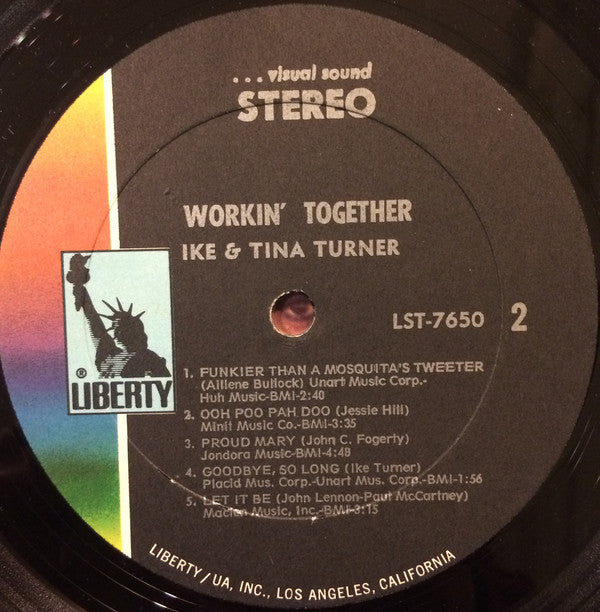 ...visual sound
STEREO
WORKIN' TOGETHER
IKE & TINA TURNER
LST-7650 2
® LIBERTY
1. FUNKIER THAN A MOSQUITA'S TWEETER
(Aillene Bullock) Unart Music Corp.-
Huh Music-BMI-2:40
2. OOH POO PAH DOO (Jessie Hill)
Minit Music Co.-BMI-3:35
3. PROUD MARY (John C. Fogerty)
Jondora Music-BMI-4:48
4. GOODBYE, SO LONG (Ike Turner)
Placid Mus. Corp-Unart Mus. Corp.-BMI-1:56
5. LET IT BE (John Lennon-Paul McCartney)
Maclen Music, Inc.-BMI-3:15
LIBERTY/UA, INC., LOS ANGELES, CALIFORNIA